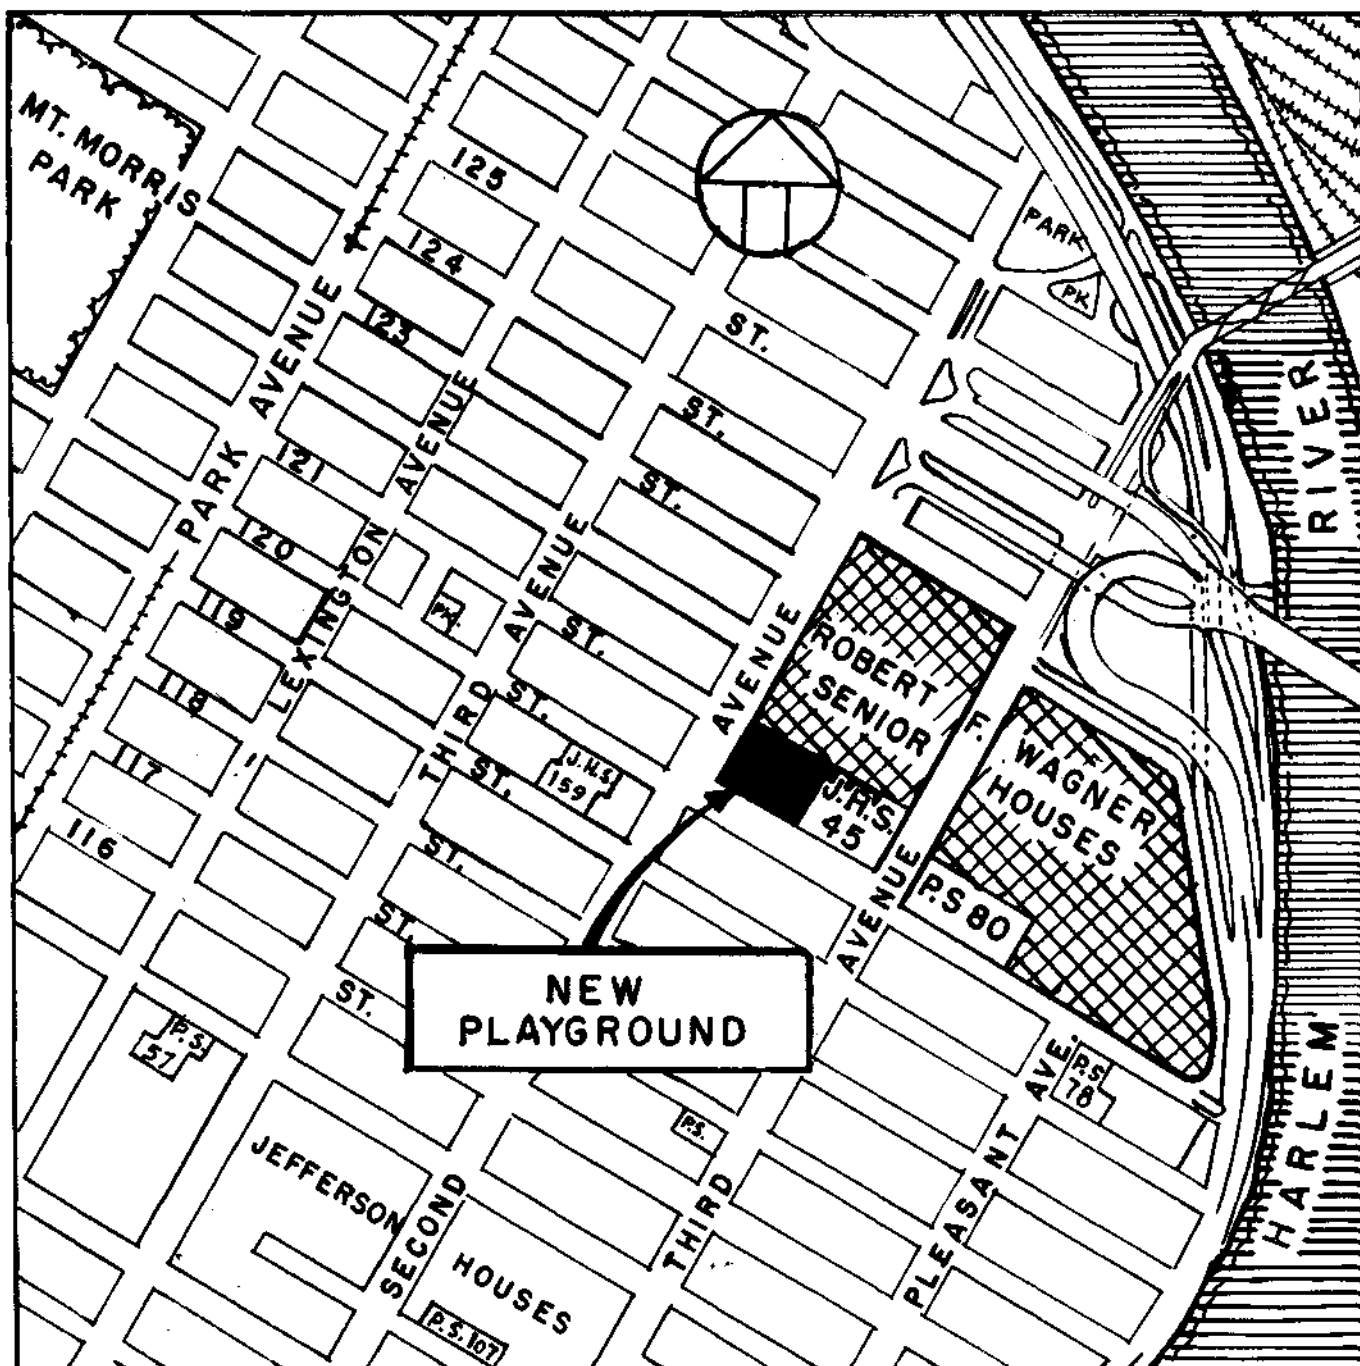 MT. MORRIS
PARK
125
124
123
121
120
119
118
117
116
PARK AVENUE
LEXINGTON AVENUE
THIRD AVENUE
SECOND AVENUE
THIRD AVENUE
PLEASANT AVE.
ST.
ST.
ST.
ST.
ST.
ST.
ST.
ST.
ST.
PARK
PK.
PK.
ROBERT F. WAGNER
SENIOR HOUSES
J.H.S.
45
J.H.S.
159
P.S 80
P.S.
57
P.S
78
P.S.
P.S. 107
JEFFERSON HOUSES
HARLEM RIVER
NEW
PLAYGROUND